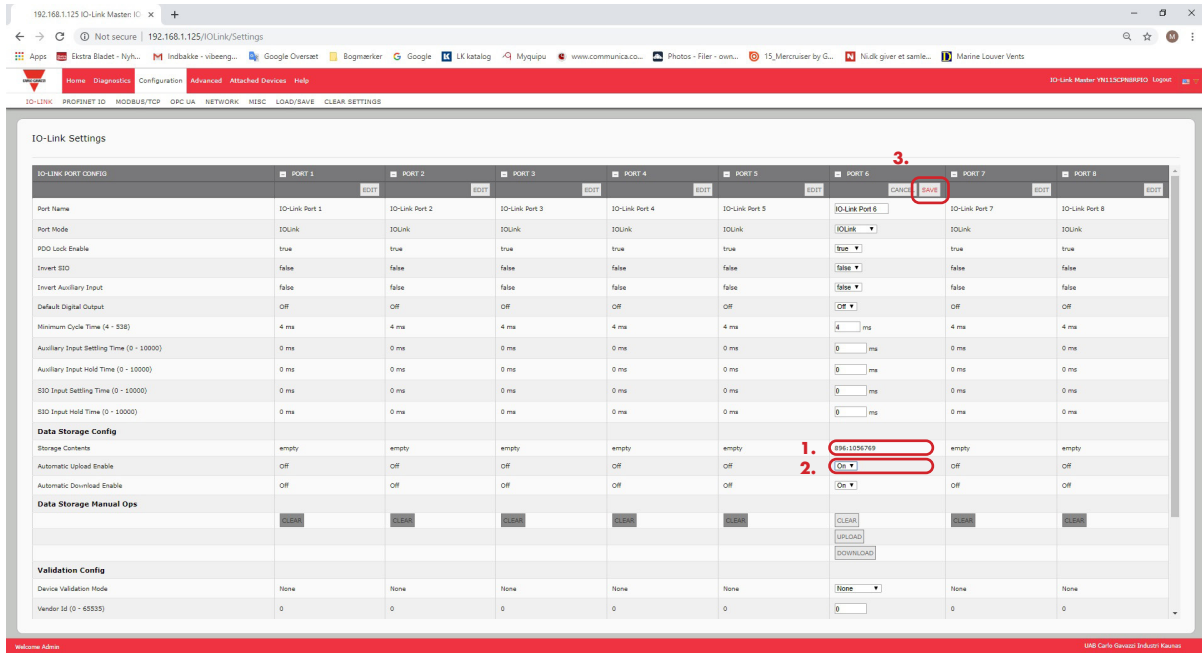 192.168.1.125 IO-Link Master: IO
Not secure | 192.168.1.125/IOLink/Settings
Apps Ekstra Bladet - Nyh... Indbakke - vibeeng... Google Oversæt Bogmærker Google LK katalog Myquipu www.communica.co... Photos - Filer - own... 15_Mercruiser by G... Ni.dk giver et samle... Marine Louver Vents
CARLO GAVAZZI Home Diagnostics Configuration Advanced Attached Devices Help IO-Link Master YN115CPN8RPIO Logout
IO-LINK PROFINET IO MODBUS/TCP OPC UA NETWORK MISC LOAD/SAVE CLEAR SETTINGS
IO-Link Settings
3.
IO-LINK PORT CONFIG PORT 1 PORT 2 PORT 3 PORT 4 PORT 5 PORT 6 PORT 7 PORT 8
EDIT EDIT EDIT EDIT EDIT CANCEL SAVE EDIT EDIT
Port Name IO-Link Port 1 IO-Link Port 2 IO-Link Port 3 IO-Link Port 4 IO-Link Port 5 IO-Link Port 6 IO-Link Port 7 IO-Link Port 8
Port Mode IOLink IOLink IOLink IOLink IOLink IOLink IOLink IOLink
PDO Lock Enable true true true true true true true true
Invert SIO false false false false false false false false
Invert Auxiliary Input false false false false false false false false
Default Digital Output Off Off Off Off Off Off Off Off
Minimum Cycle Time (4 - 538) 4 ms 4 ms 4 ms 4 ms 4 ms 4 ms 4 ms 4 ms
Auxiliary Input Settling Time (0 - 10000) 0 ms 0 ms 0 ms 0 ms 0 ms 0 ms 0 ms 0 ms
Auxiliary Input Hold Time (0 - 10000) 0 ms 0 ms 0 ms 0 ms 0 ms 0 ms 0 ms 0 ms
SIO Input Settling Time (0 - 10000) 0 ms 0 ms 0 ms 0 ms 0 ms 0 ms 0 ms 0 ms
SIO Input Hold Time (0 - 10000) 0 ms 0 ms 0 ms 0 ms 0 ms 0 ms 0 ms 0 ms
Data Storage Config
Storage Contents empty empty empty empty empty 1. 896:1056769 empty empty
Automatic Upload Enable Off Off Off Off Off 2. On Off Off
Automatic Download Enable Off Off Off Off Off On Off Off
Data Storage Manual Ops
CLEAR CLEAR CLEAR CLEAR CLEAR CLEAR CLEAR CLEAR
UPLOAD
DOWNLOAD
Validation Config
Device Validation Mode None None None None None None None None
Vendor Id (0 - 65535) 0 0 0 0 0 0 0 0
Welcome Admin UAB Carlo Gavazzi Industri Kaunas